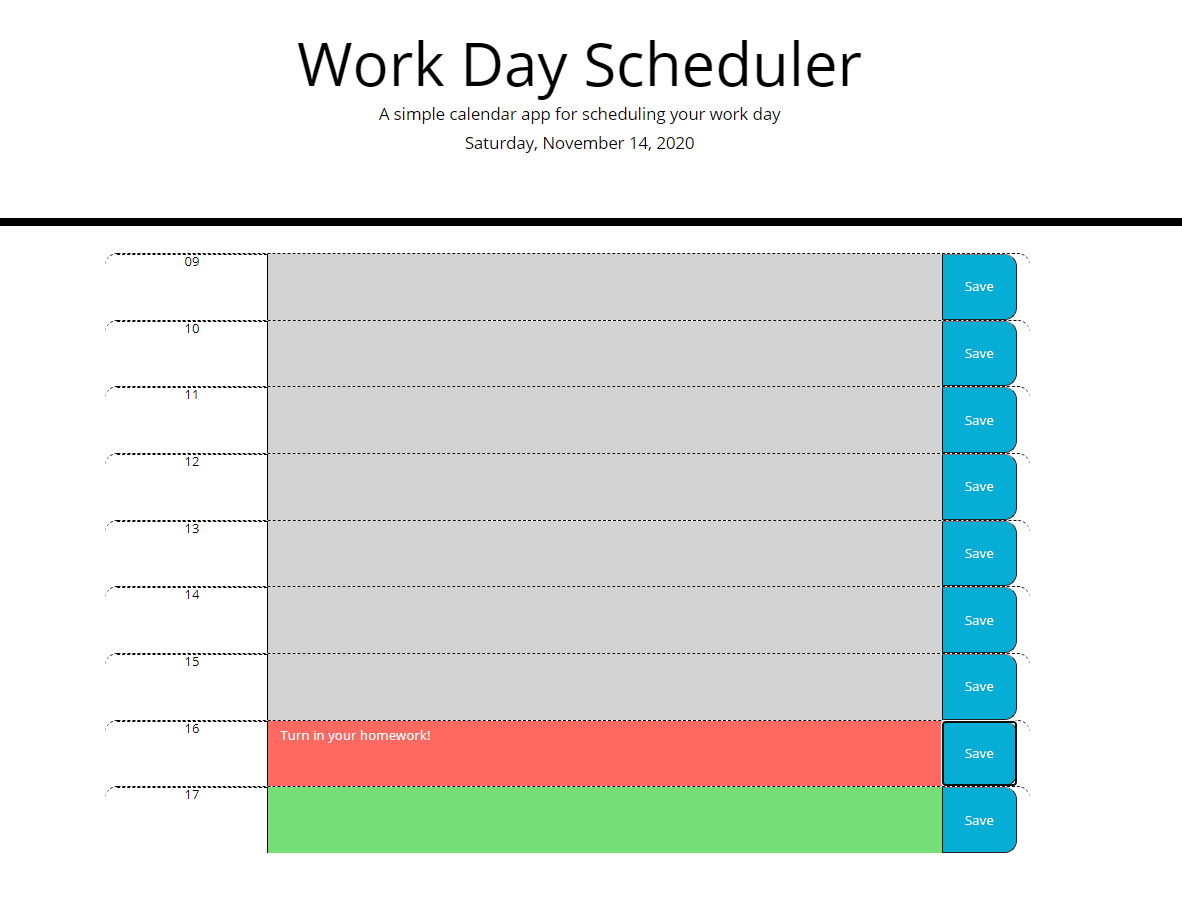 Work Day Scheduler
A simple calendar app for scheduling your work day
Saturday, November 14, 2020
09 Save
10 Save
11 Save
12 Save
13 Save
14 Save
15 Save
16 Turn in your homework! Save
17 Save